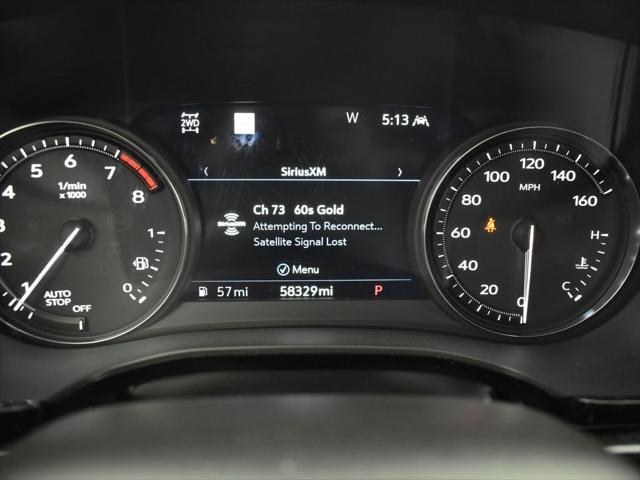 2WD
W
5:13
SiriusXM
Ch 73 60s Gold
Attempting To Reconnect...
Satellite Signal Lost
SiriusXM
Menu
57 mi
58329mi
P
1
2
3
4
5
6
7
8
1/min
x 1000
AUTO
STOP
OFF
1
0
0
20
40
60
80
100
120
140
160
MPH
H
C